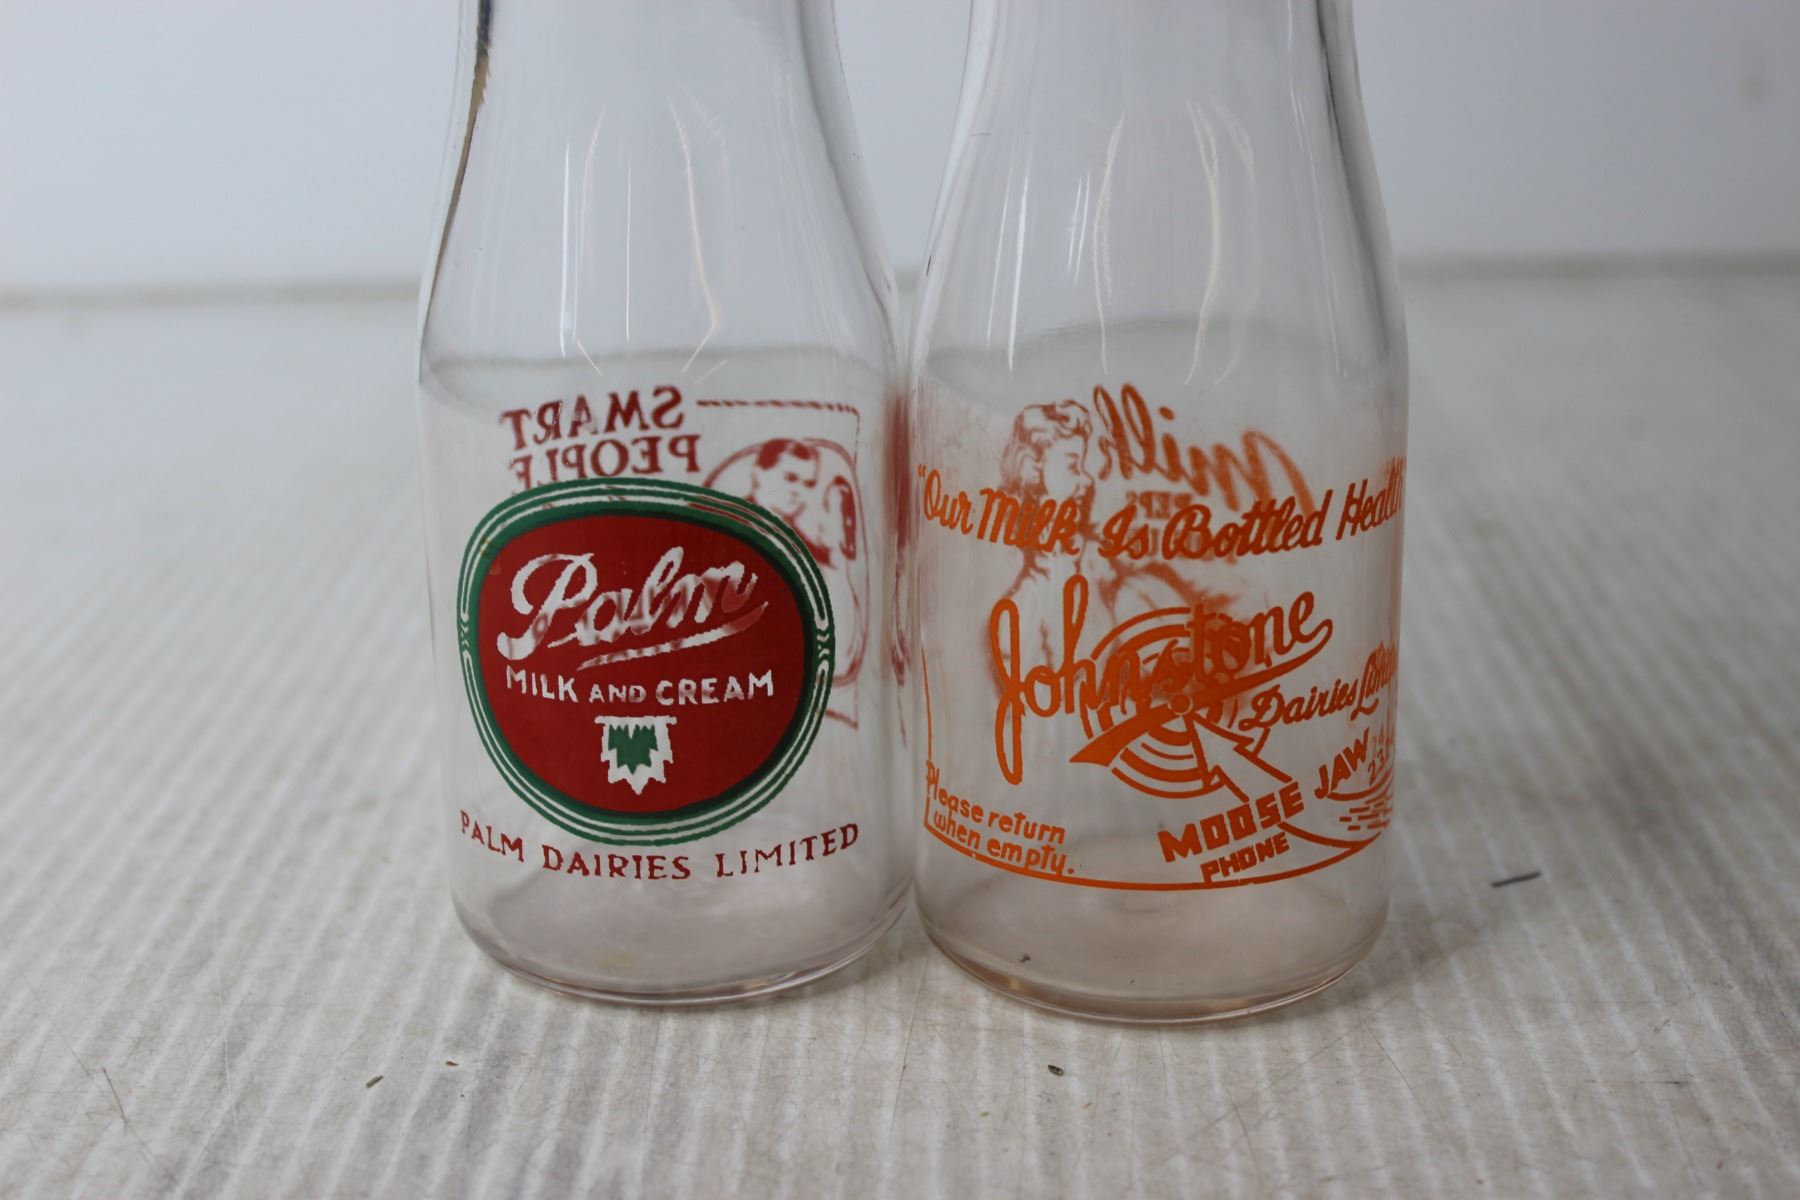 SMART
PEOPLE
Palm
MILK AND CREAM
PALM DAIRIES LIMITED
milk
"Our Milk Is Bottled Health"
Johnstone
Dairies
MOOSE JAW
PHONE
Please return
when empty.